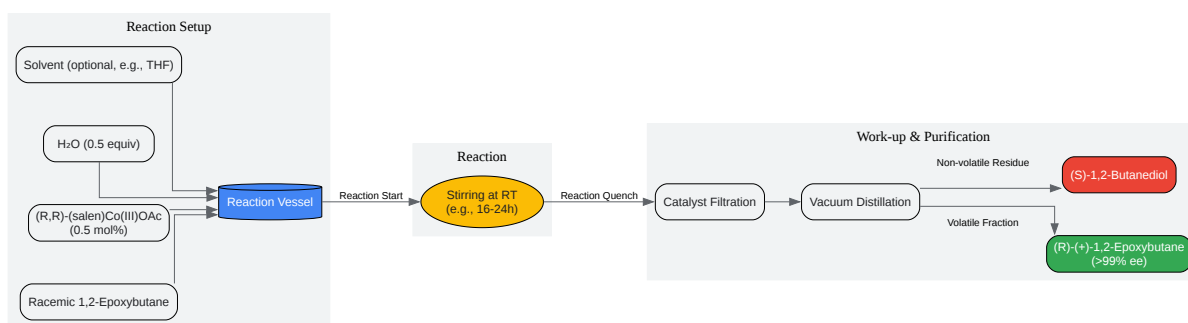 Reaction Setup
Solvent (optional, e.g., THF)
H₂O (0.5 equiv)
(R,R)-(salen)Co(III)OAc
(0.5 mol%)
Racemic 1,2-Epoxybutane
Reaction Vessel
Reaction Start
Reaction
Stirring at RT
(e.g., 16-24h)
Reaction Quench
Work-up & Purification
Catalyst Filtration
Vacuum Distillation
Non-volatile Residue
(S)-1,2-Butanediol
Volatile Fraction
(R)-(+)-1,2-Epoxybutane
(>99% ee)